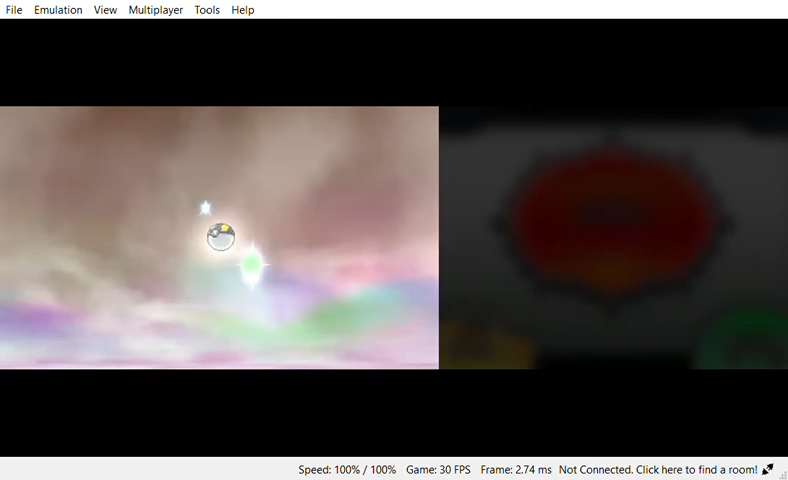 File Emulation View Multiplayer Tools Help
Speed: 100% / 100% Game: 30 FPS Frame: 2.74 ms Not Connected. Click here to find a room!